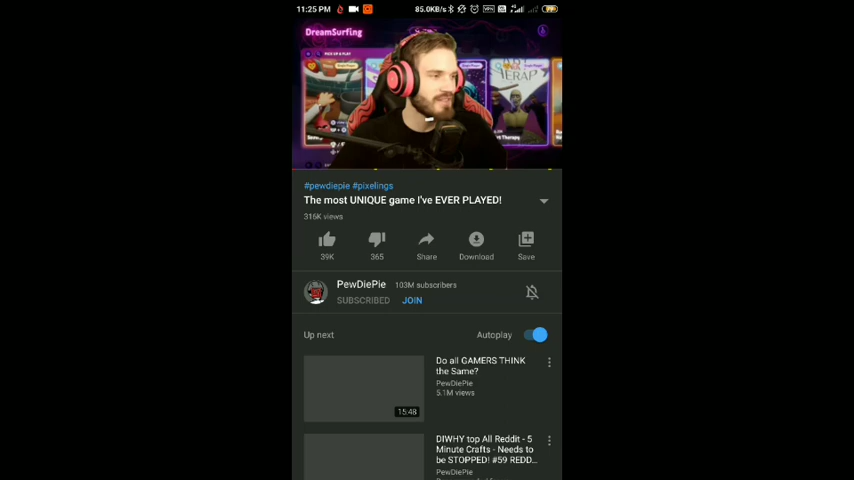 11:25 PM
85.0KB/s
DreamSurfing
#pewdiepie #pixelings
The most UNIQUE game I've EVER PLAYED!
316K views
39K
365
Share
Download
Save
PewDiePie 103M subscribers
SUBSCRIBED JOIN
Up next
Autoplay
Do all GAMERS THINK
the Same?
PewDiePie
5.1M views
15:48
DIWHY top All Reddit - 5
Minute Crafts - Needs to
be STOPPED! #59 REDD...
PewDiePie